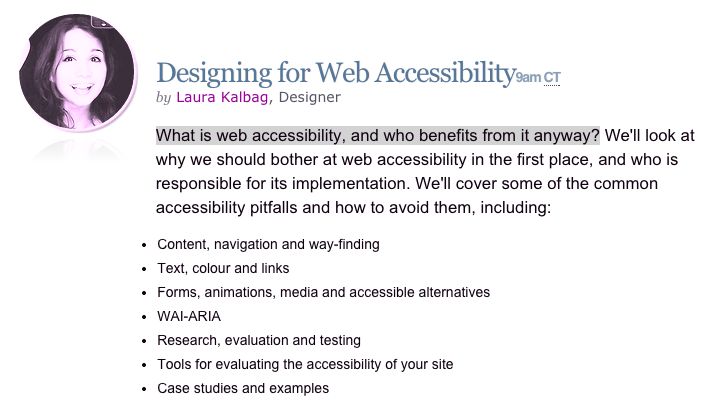 Designing for Web Accessibility9am CT
by Laura Kalbag, Designer
What is web accessibility, and who benefits from it anyway? We'll look at
why we should bother at web accessibility in the first place, and who is
responsible for its implementation. We'll cover some of the common
accessibility pitfalls and how to avoid them, including:
• Content, navigation and way-finding
• Text, colour and links
• Forms, animations, media and accessible alternatives
• WAI-ARIA
• Research, evaluation and testing
• Tools for evaluating the accessibility of your site
• Case studies and examples